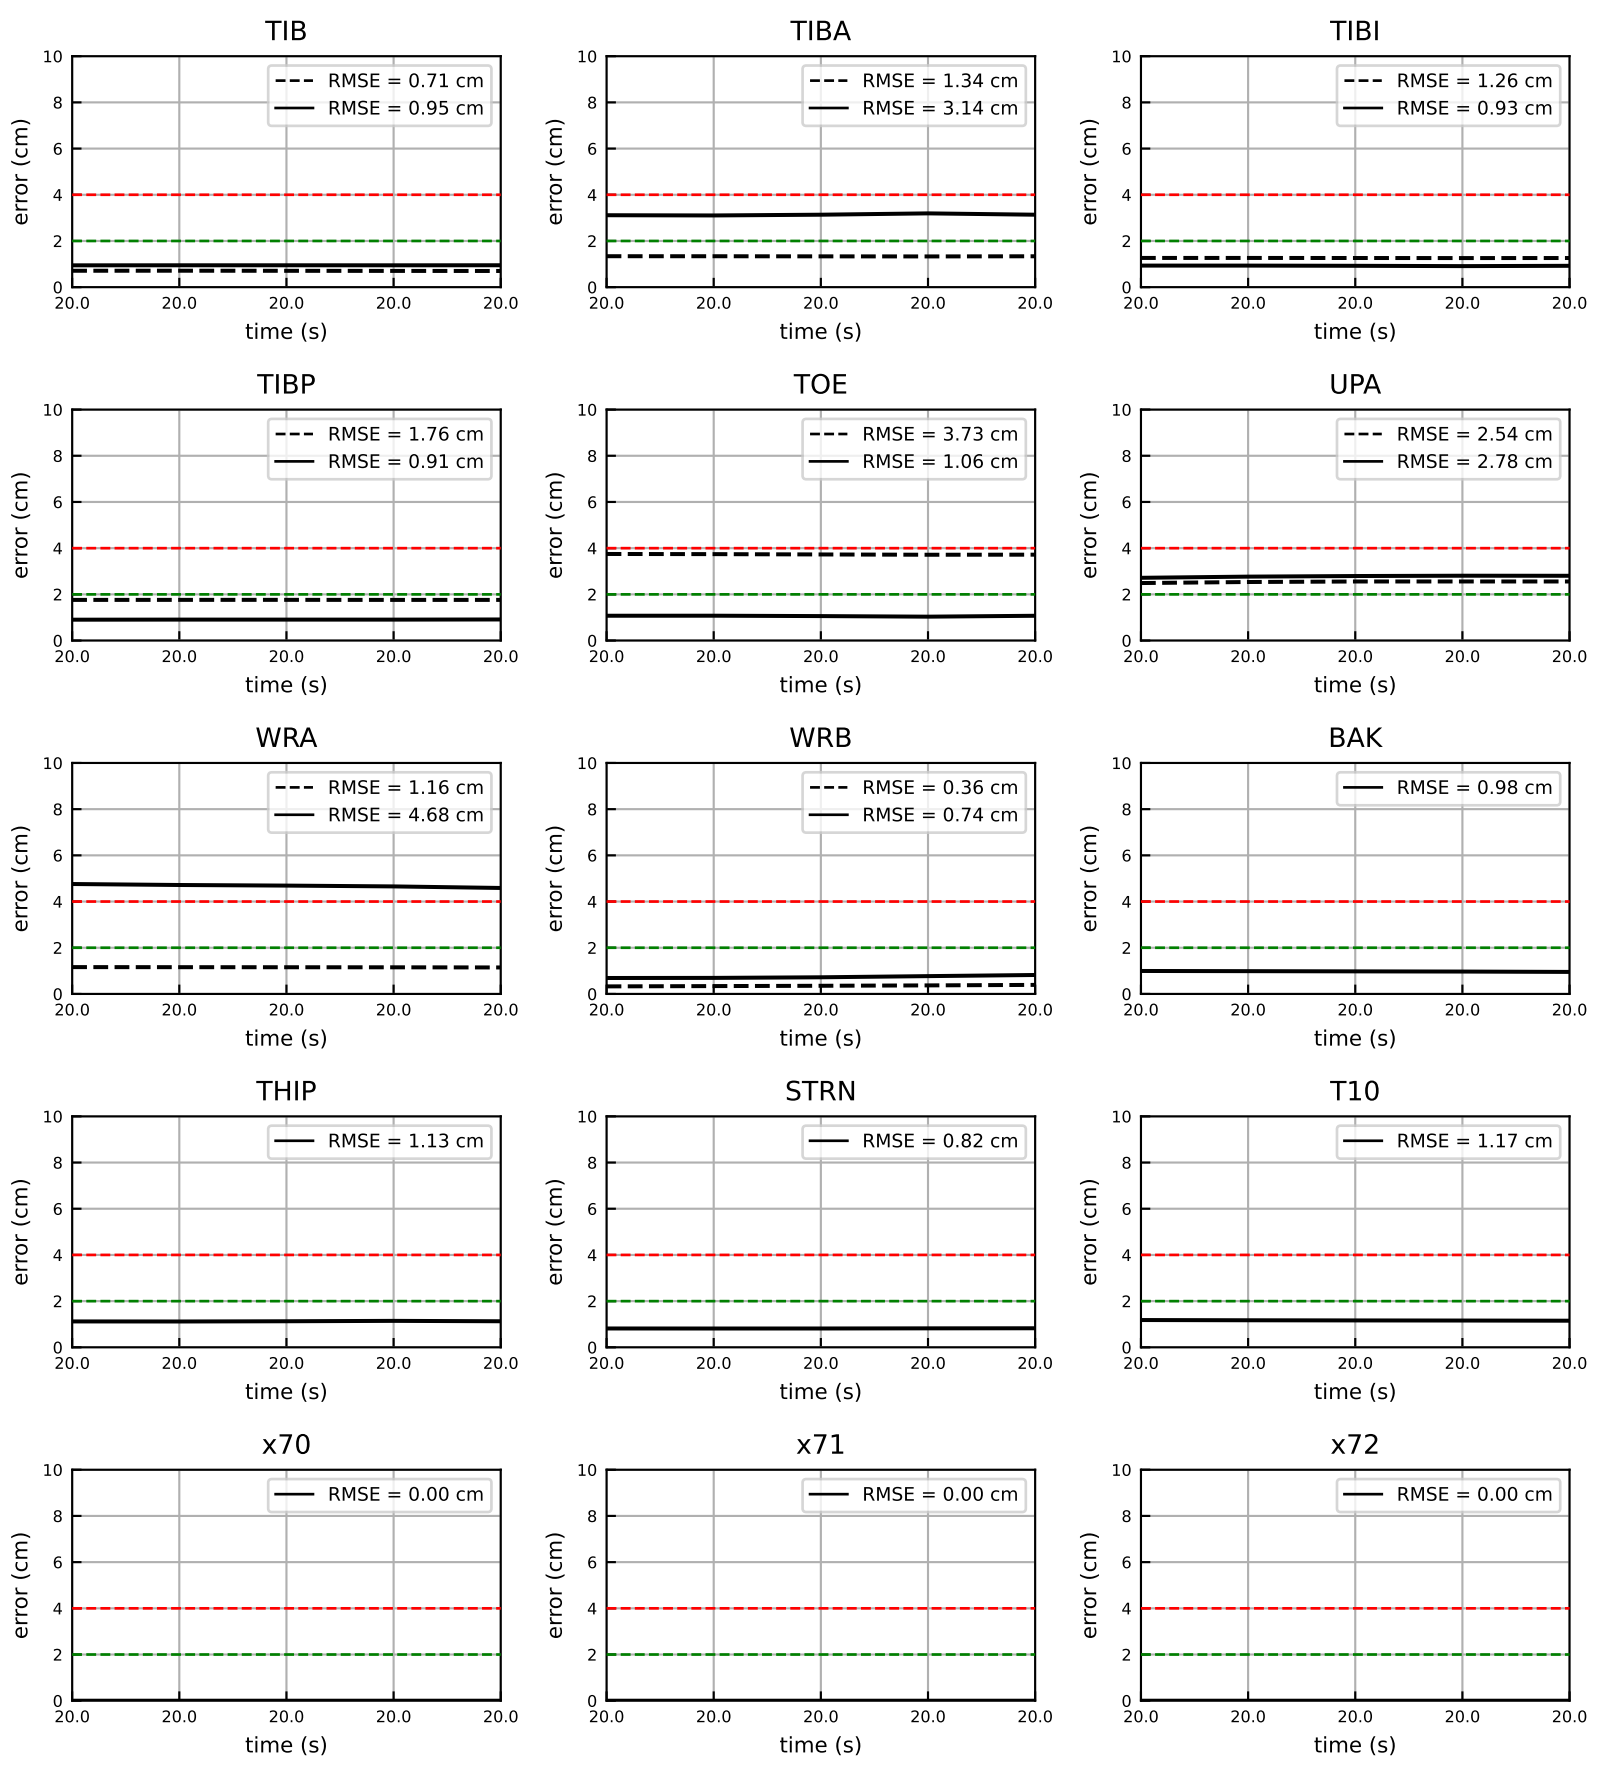 TIB
10
8
6
4
2
0
error (cm)
RMSE = 0.71 cm
RMSE = 0.95 cm
20.0 20.0 20.0 20.0 20.0
time (s)
TIBA
10
8
6
4
2
0
error (cm)
RMSE = 1.34 cm
RMSE = 3.14 cm
20.0 20.0 20.0 20.0 20.0
time (s)
TIBI
10
8
6
4
2
0
error (cm)
RMSE = 1.26 cm
RMSE = 0.93 cm
20.0 20.0 20.0 20.0 20.0
time (s)
TIBP
10
8
6
4
2
0
error (cm)
RMSE = 1.76 cm
RMSE = 0.91 cm
20.0 20.0 20.0 20.0 20.0
time (s)
TOE
10
8
6
4
2
0
error (cm)
RMSE = 3.73 cm
RMSE = 1.06 cm
20.0 20.0 20.0 20.0 20.0
time (s)
UPA
10
8
6
4
2
0
error (cm)
RMSE = 2.54 cm
RMSE = 2.78 cm
20.0 20.0 20.0 20.0 20.0
time (s)
WRA
10
8
6
4
2
0
error (cm)
RMSE = 1.16 cm
RMSE = 4.68 cm
20.0 20.0 20.0 20.0 20.0
time (s)
WRB
10
8
6
4
2
0
error (cm)
RMSE = 0.36 cm
RMSE = 0.74 cm
20.0 20.0 20.0 20.0 20.0
time (s)
BAK
10
8
6
4
2
0
error (cm)
RMSE = 0.98 cm
20.0 20.0 20.0 20.0 20.0
time (s)
THIP
10
8
6
4
2
0
error (cm)
RMSE = 1.13 cm
20.0 20.0 20.0 20.0 20.0
time (s)
STRN
10
8
6
4
2
0
error (cm)
RMSE = 0.82 cm
20.0 20.0 20.0 20.0 20.0
time (s)
T10
10
8
6
4
2
0
error (cm)
RMSE = 1.17 cm
20.0 20.0 20.0 20.0 20.0
time (s)
x70
10
8
6
4
2
0
error (cm)
RMSE = 0.00 cm
20.0 20.0 20.0 20.0 20.0
time (s)
x71
10
8
6
4
2
0
error (cm)
RMSE = 0.00 cm
20.0 20.0 20.0 20.0 20.0
time (s)
x72
10
8
6
4
2
0
error (cm)
RMSE = 0.00 cm
20.0 20.0 20.0 20.0 20.0
time (s)